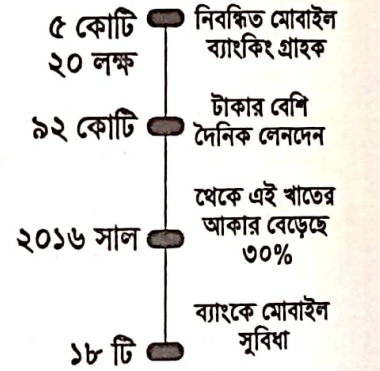 ৫ কোটি
২০ লক্ষ
নিবন্ধিত মোবাইল
ব্যাংকিং গ্রাহক
৯২ কোটি
টাকার বেশি
দৈনিক লেনদেন
২০১৬ সাল
থেকে এই খাতের
আকার বেড়েছে
৩০%
১৮ টি
ব্যাংকে মোবাইল
সুবিধা